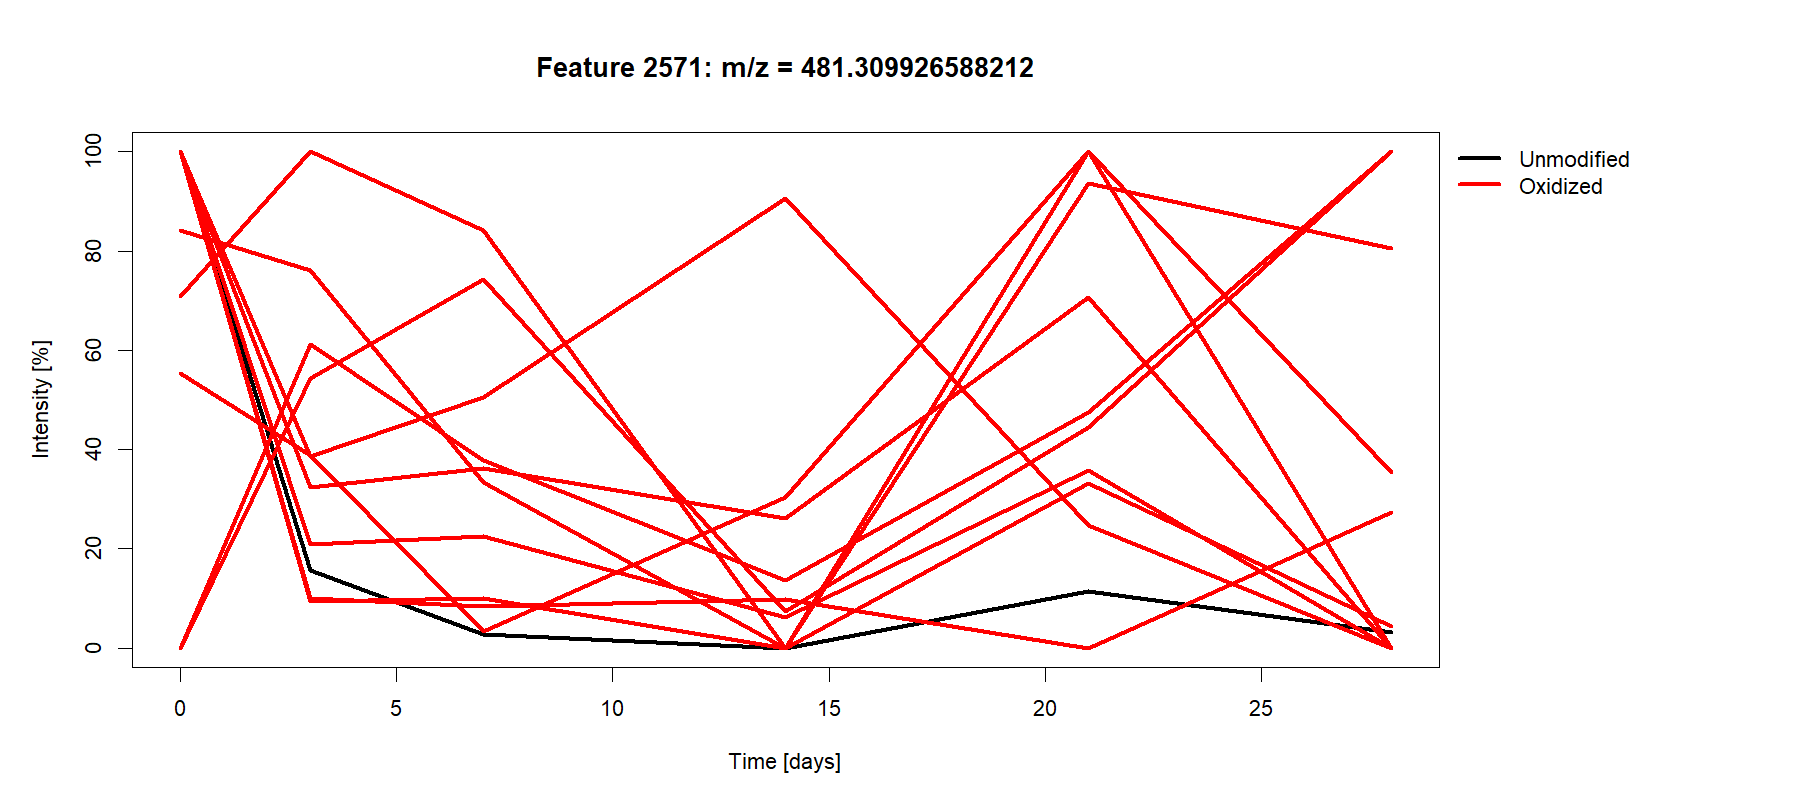 Feature 2571: m/z = 481.309926588212
Unmodified
Oxidized
Intensity [%]
100
80
60
40
20
0
0 5 10 15 20 25
Time [days]